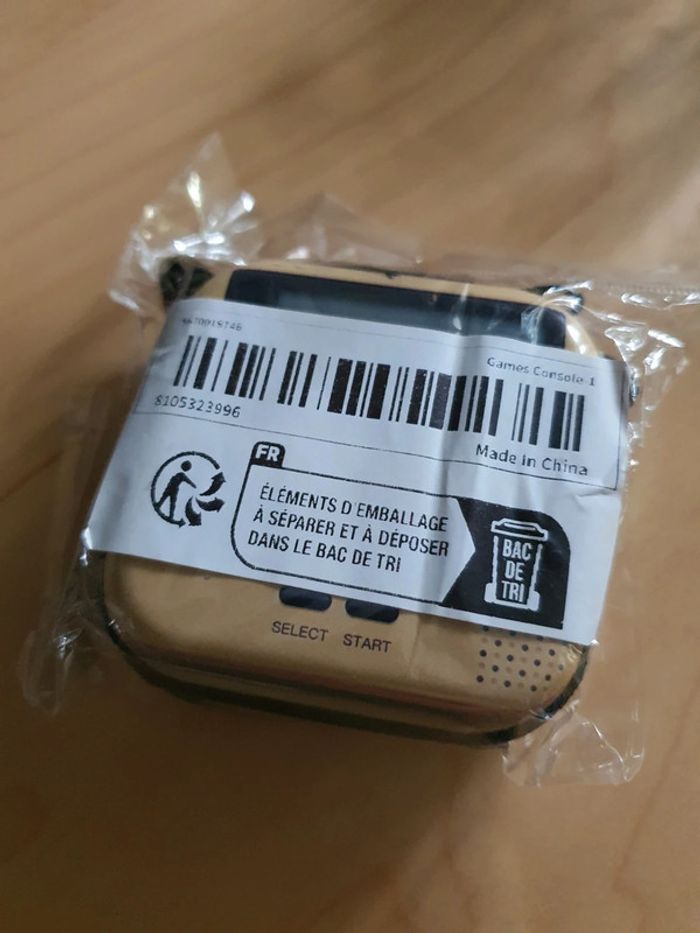 Games Console 1
8105323996
Made in China
FR
ÉLÉMENTS D'EMBALLAGE
À SÉPARER ET À DÉPOSER
DANS LE BAC DE TRI
BAC
DE
TRI
SELECT START